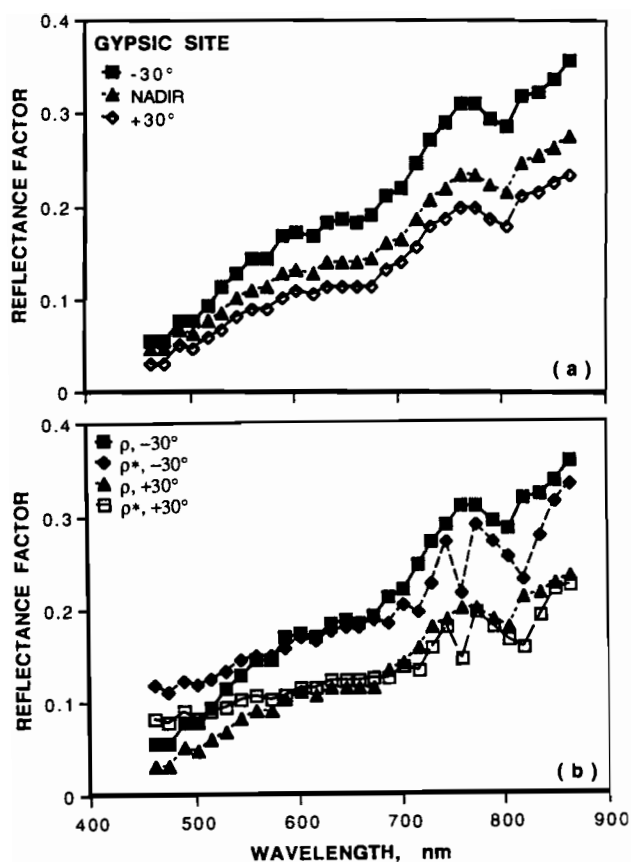 0.4
GYPSIC SITE
-30°
NADIR
+30°
0.3
0.2
0.1
0
REFLECTANCE FACTOR
(a)
0.4
ρ, -30°
ρ*, -30°
ρ, +30°
ρ*, +30°
0.3
0.2
0.1
0
REFLECTANCE FACTOR
(b)
400 500 600 700 800 900
WAVELENGTH, nm